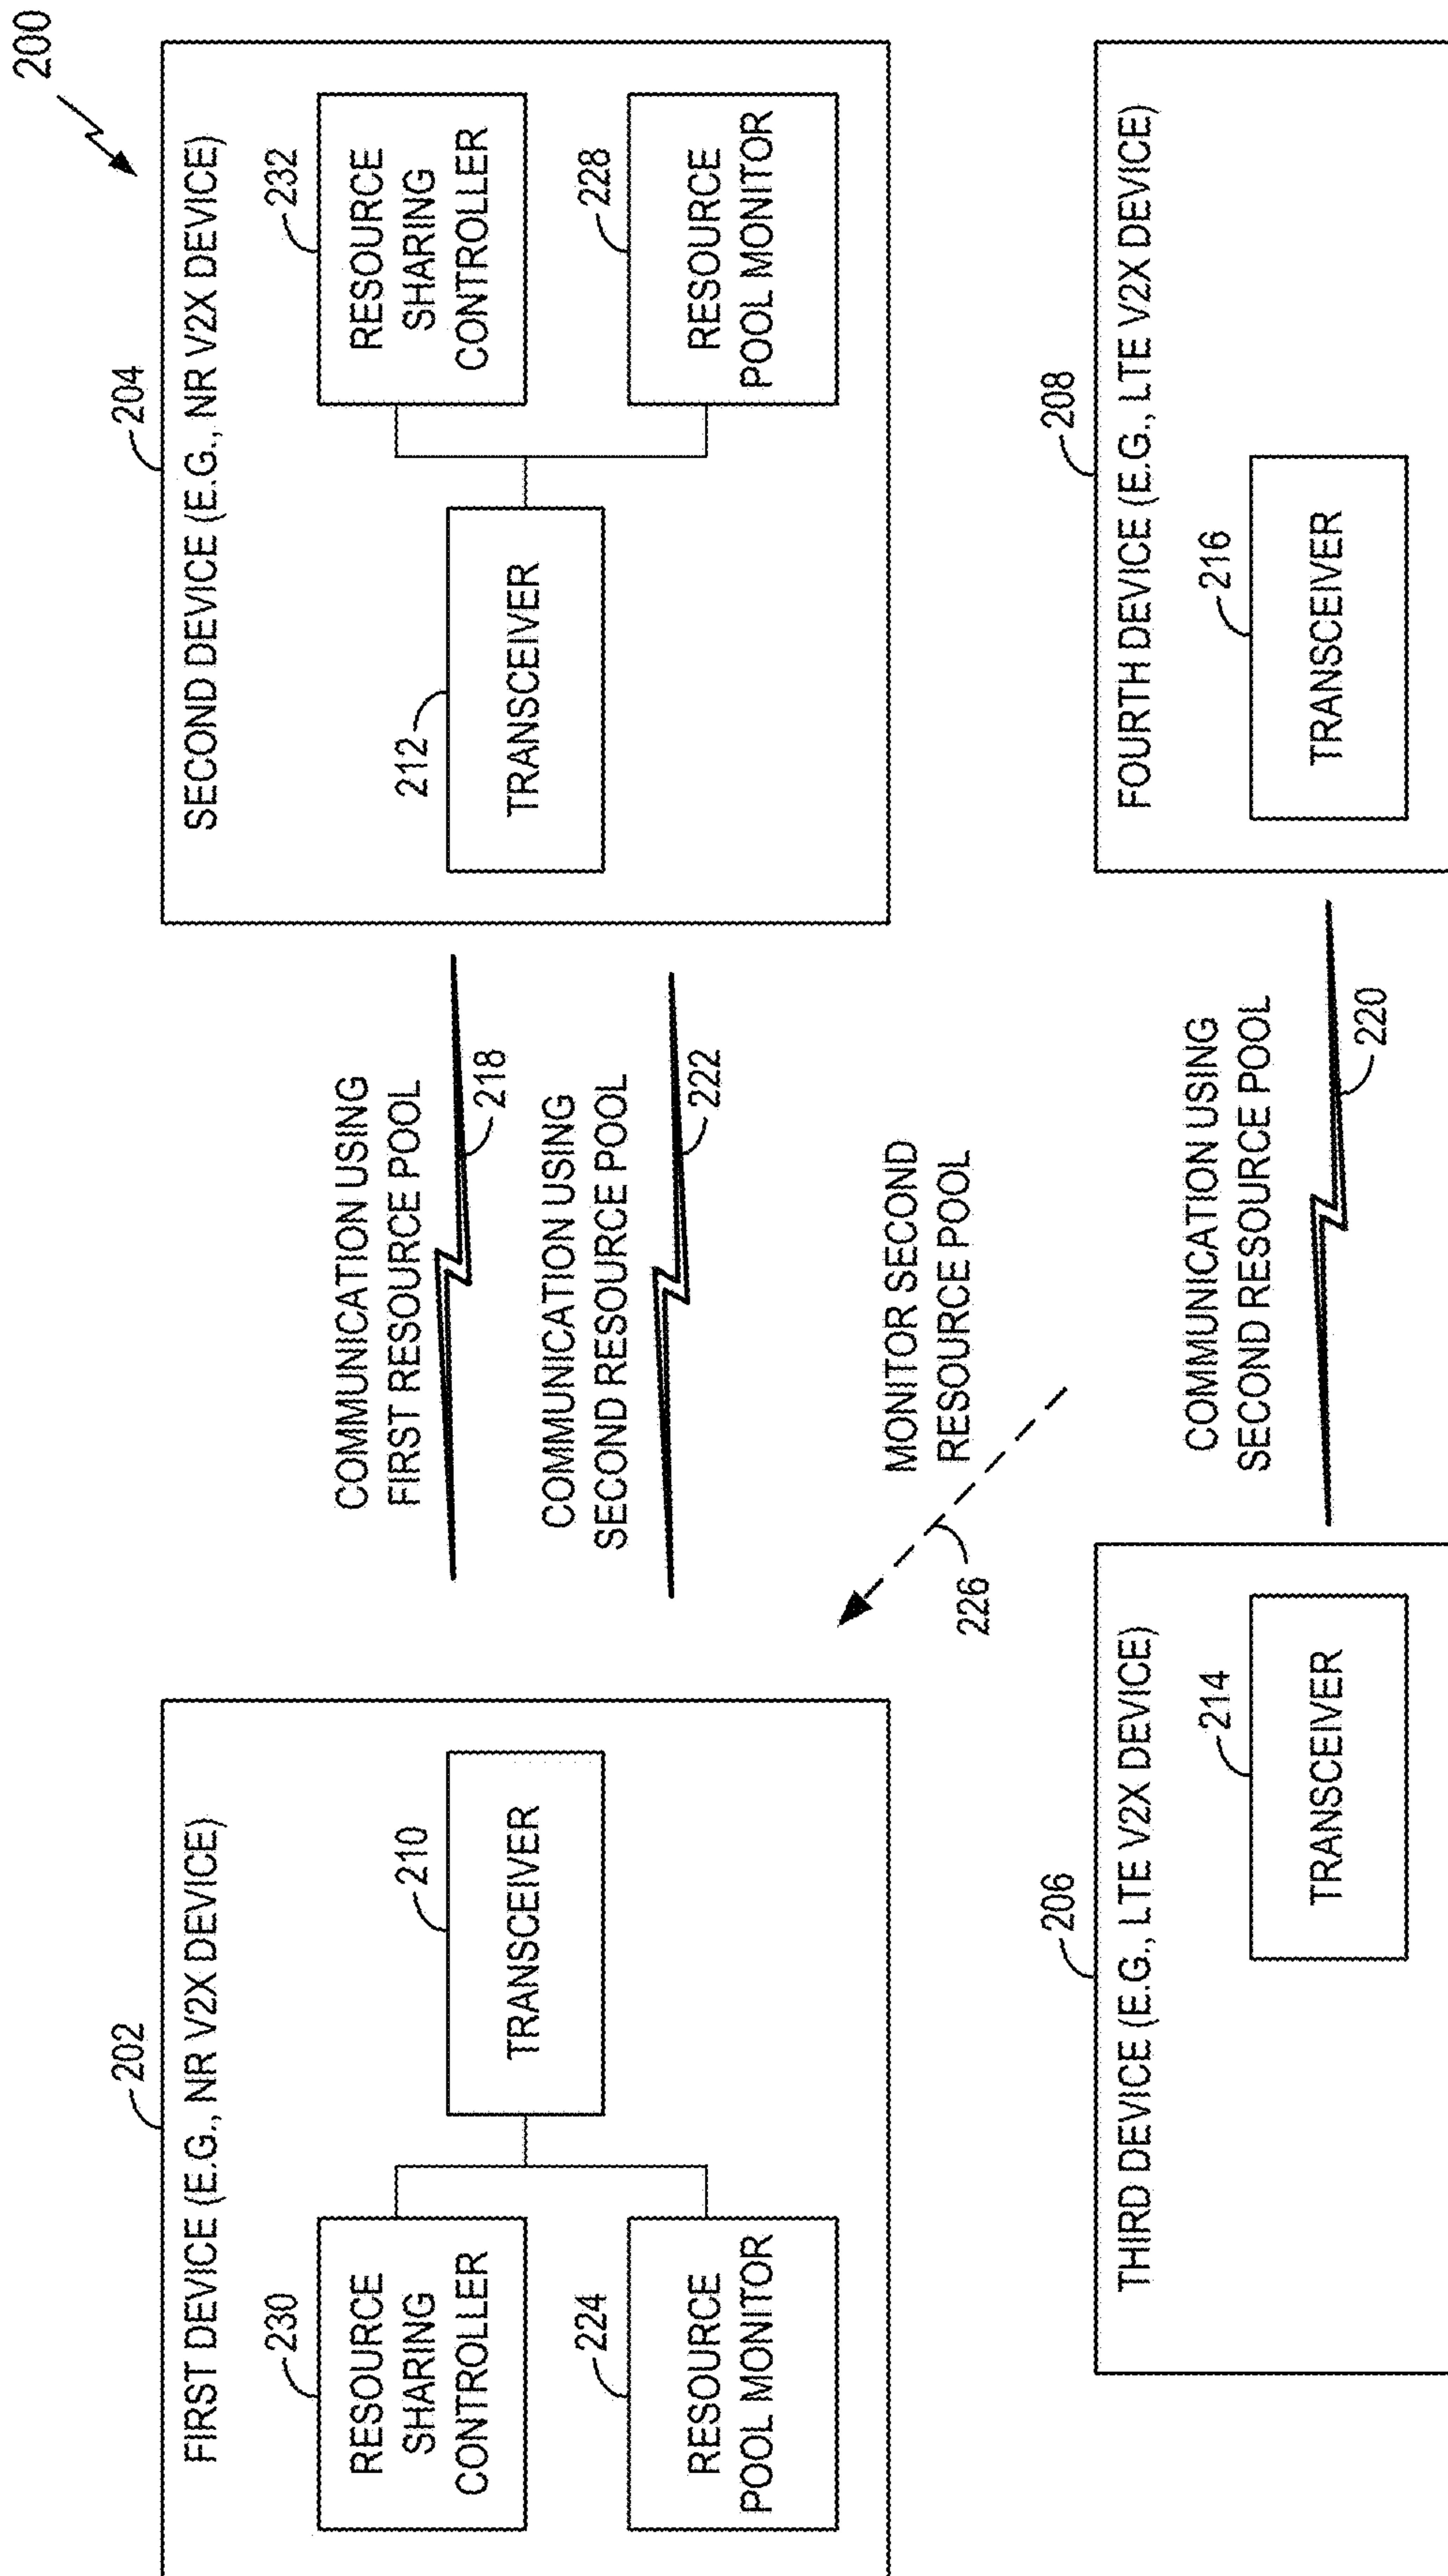 200
202
FIRST DEVICE (E.G., NR V2X DEVICE)
230
RESOURCE
SHARING
CONTROLLER
224
RESOURCE
POOL MONITOR
210
TRANSCEIVER
COMMUNICATION USING
FIRST RESOURCE POOL
218
COMMUNICATION USING
SECOND RESOURCE POOL
222
204
SECOND DEVICE (E.G., NR V2X DEVICE)
212
TRANSCEIVER
232
RESOURCE
SHARING
CONTROLLER
228
RESOURCE
POOL MONITOR
MONITOR SECOND
RESOURCE POOL
226
206
THIRD DEVICE (E.G., LTE V2X DEVICE)
214
TRANSCEIVER
COMMUNICATION USING
SECOND RESOURCE POOL
220
208
FOURTH DEVICE (E.G., LTE V2X DEVICE)
216
TRANSCEIVER